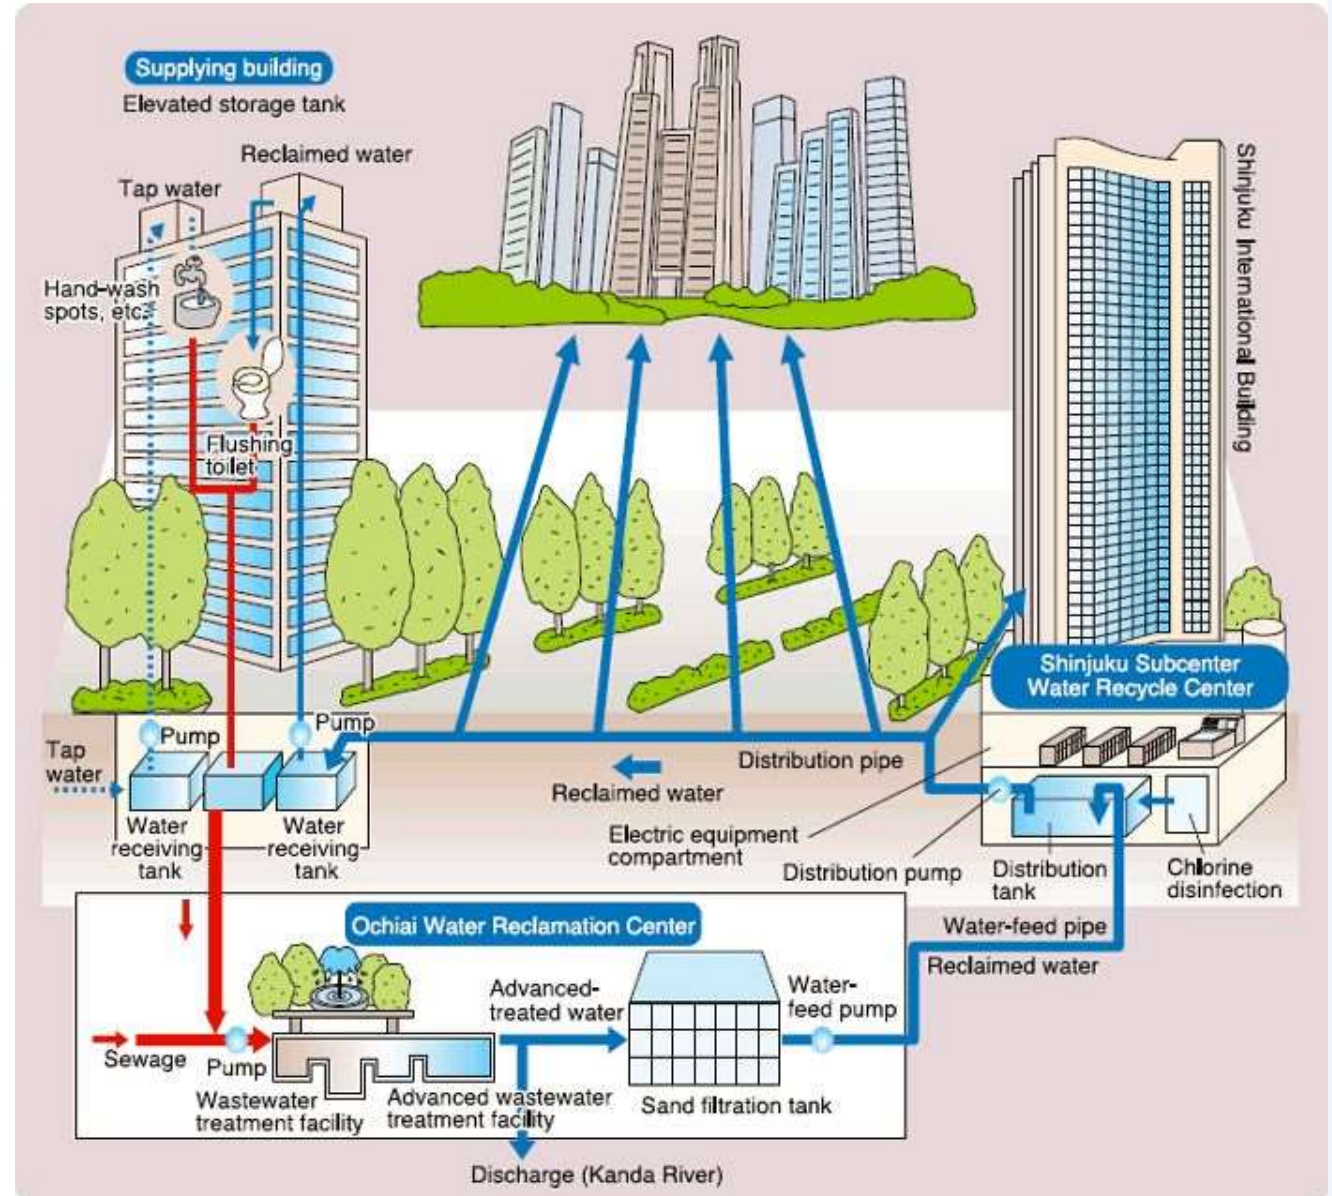 Supplying building
Elevated storage tank
Reclaimed water
Tap water
Hand-wash
spots, etc.
Flushing
toilet
Shinjuku International Building
Shinjuku Subcenter
Water Recycle Center
Pump
Pump
Tap
water
Water
receiving
tank
Water
receiving
tank
Distribution pipe
Reclaimed water
Electric equipment
compartment
Distribution pump
Distribution
tank
Chlorine
disinfection
Water-feed pipe
Reclaimed water
Ochiai Water Reclamation Center
Advanced-
treated water
Water-
feed pump
Sewage
Pump
Wastewater
treatment facility
Advanced wastewater
treatment facility
Sand filtration tank
Discharge (Kanda River)